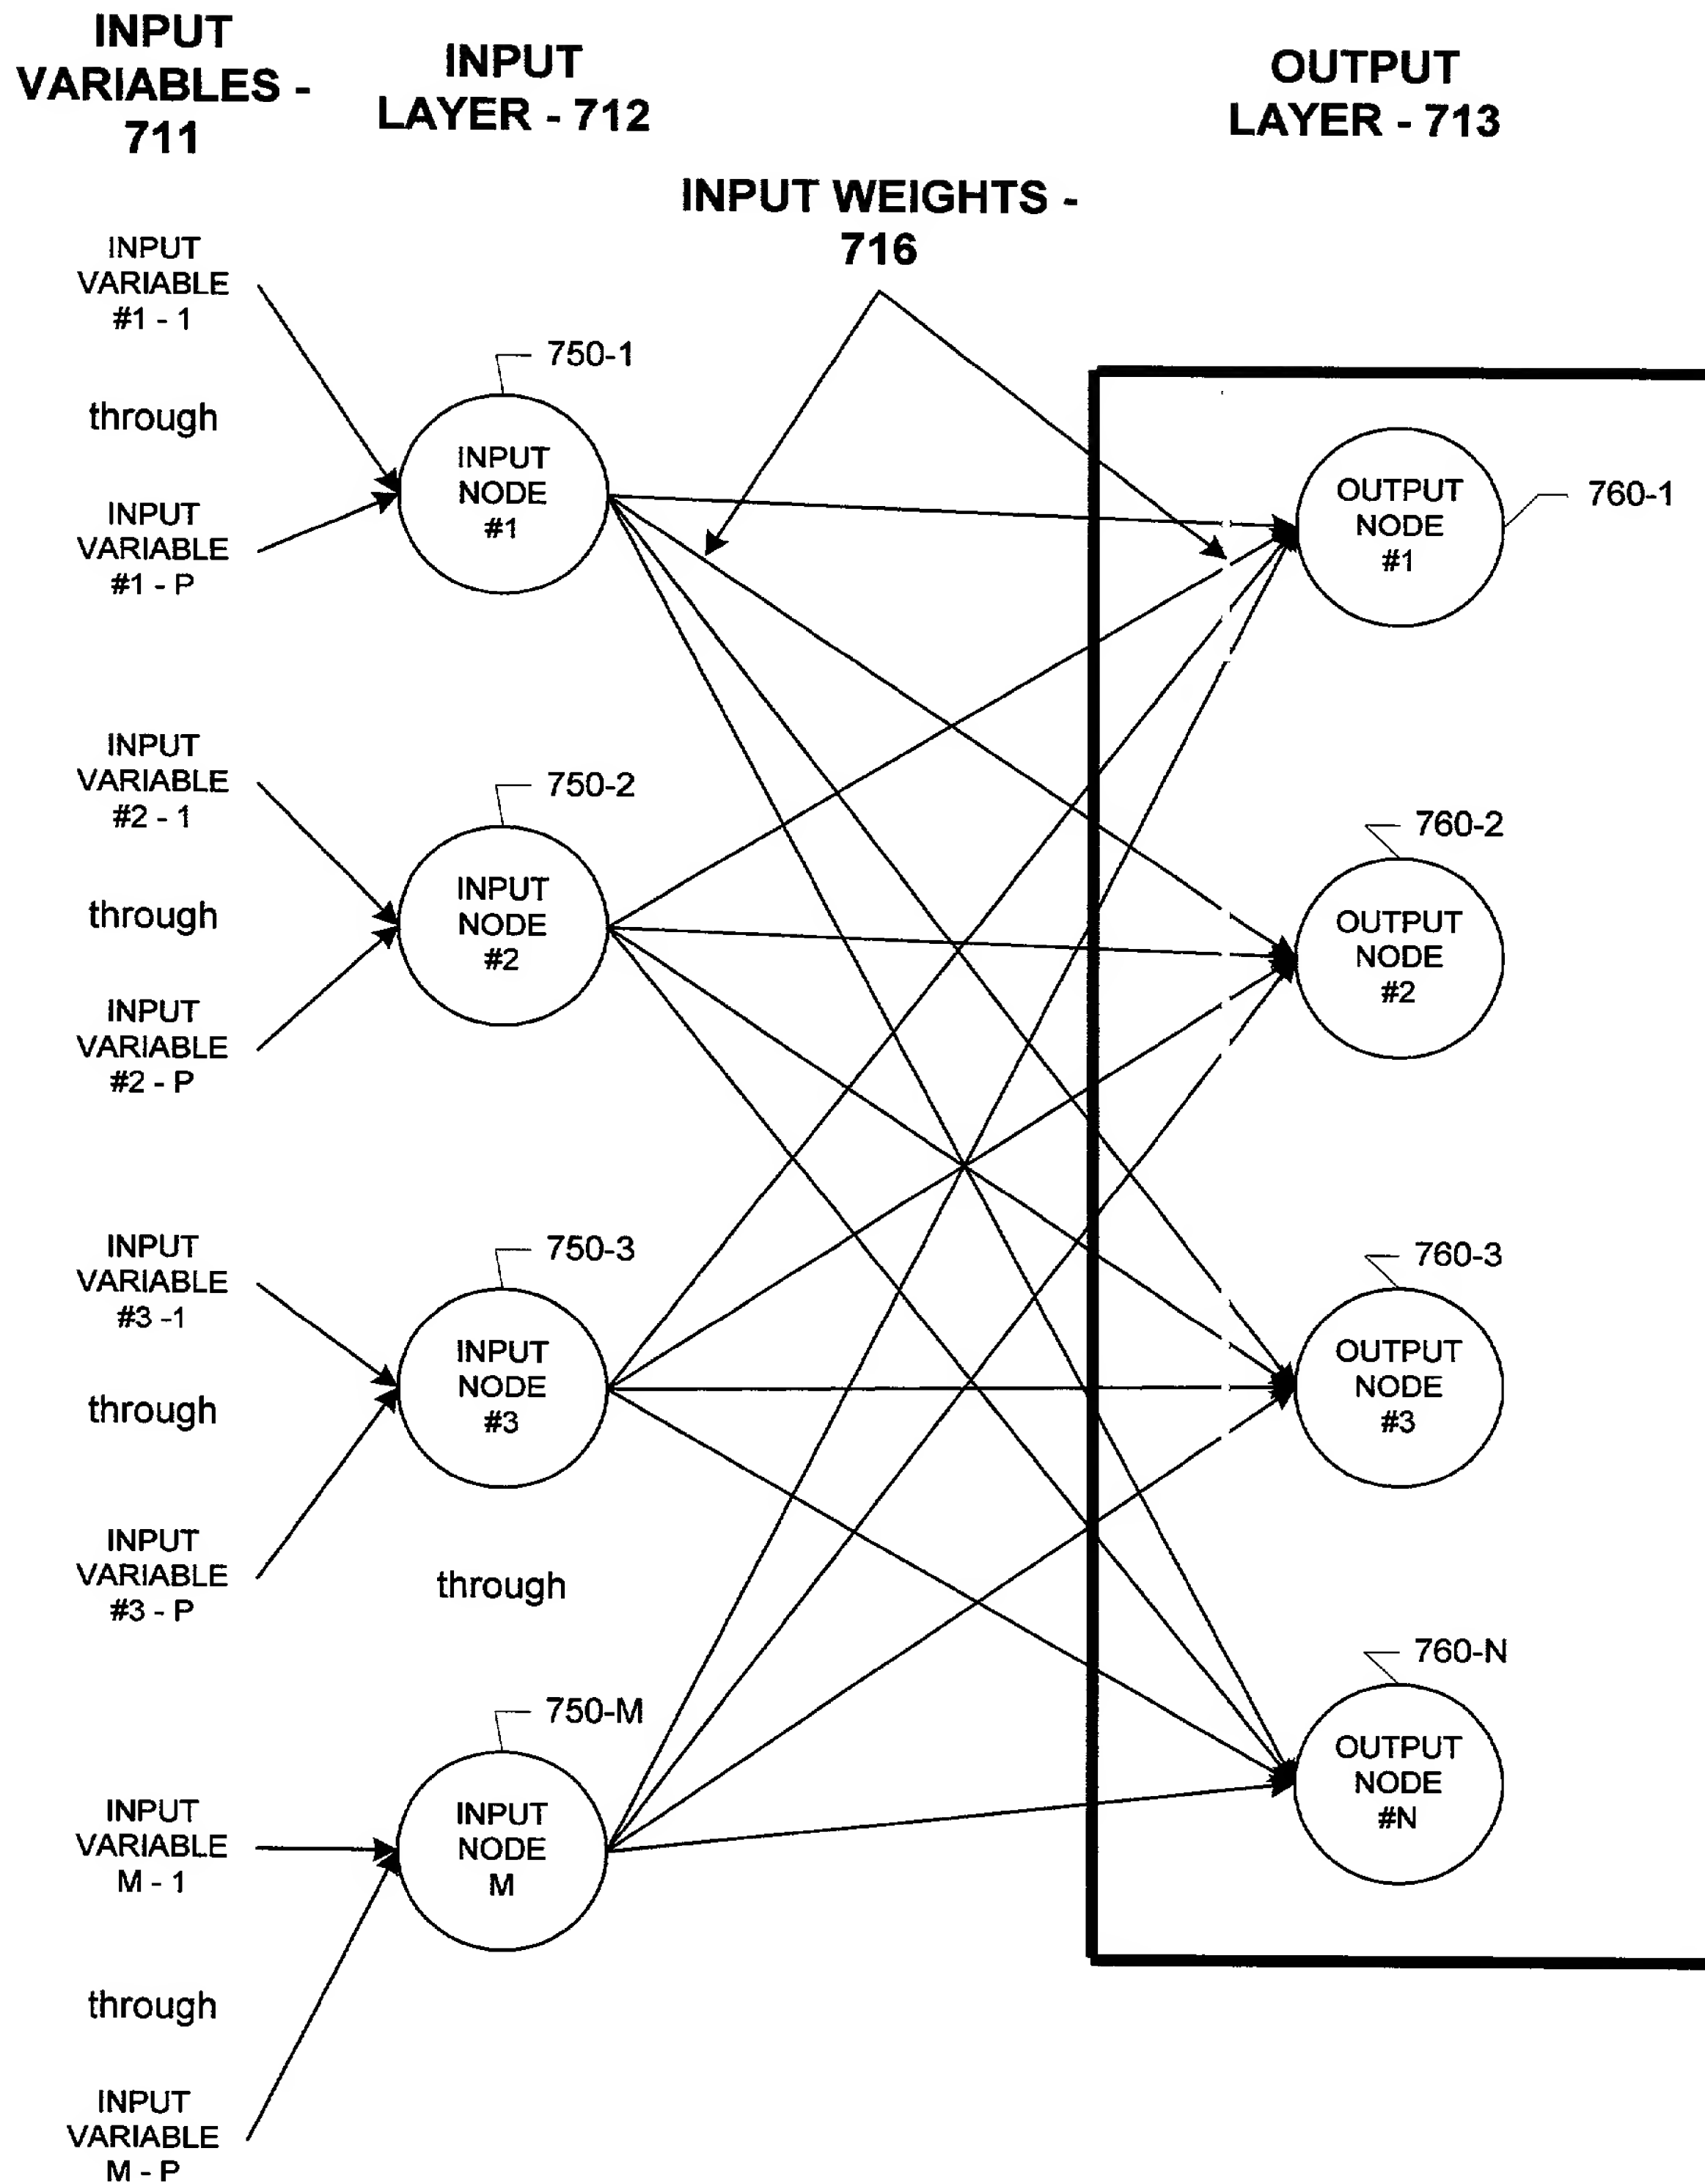 INPUT
VARIABLES -
711
INPUT
LAYER - 712
OUTPUT
LAYER - 713
INPUT WEIGHTS -
716
INPUT
VARIABLE
#1 - 1
through
INPUT
VARIABLE
#1 - P
750-1
INPUT
NODE
#1
OUTPUT
NODE
#1
760-1
INPUT
VARIABLE
#2 - 1
through
INPUT
VARIABLE
#2 - P
750-2
INPUT
NODE
#2
760-2
OUTPUT
NODE
#2
INPUT
VARIABLE
#3 -1
through
INPUT
VARIABLE
#3 - P
750-3
INPUT
NODE
#3
through
760-3
OUTPUT
NODE
#3
INPUT
VARIABLE
M - 1
through
INPUT
VARIABLE
M - P
750-M
INPUT
NODE
M
760-N
OUTPUT
NODE
#N